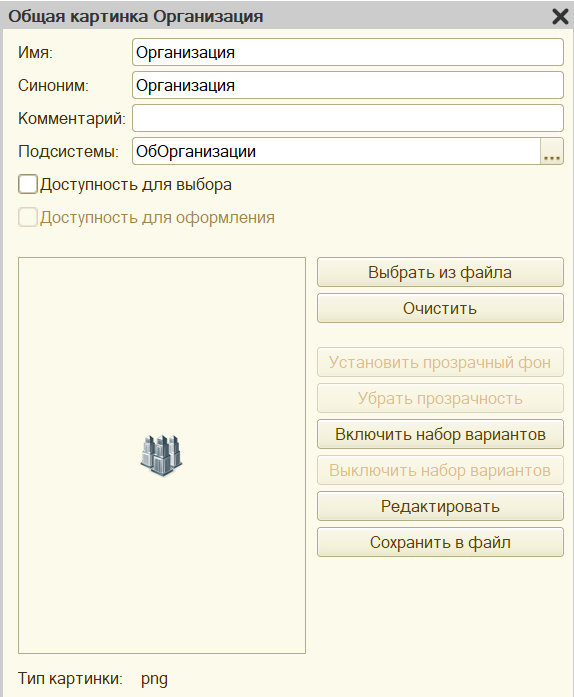 Общая картинка Организация
Имя: Организация
Синоним: Организация
Комментарий:
Подсистемы: ОбОрганизации ...
Доступность для выбора
Доступность для оформления
Выбрать из файла
Очистить
Установить прозрачный фон
Убрать прозрачность
Включить набор вариантов
Выключить набор вариантов
Редактировать
Сохранить в файл
Тип картинки: png